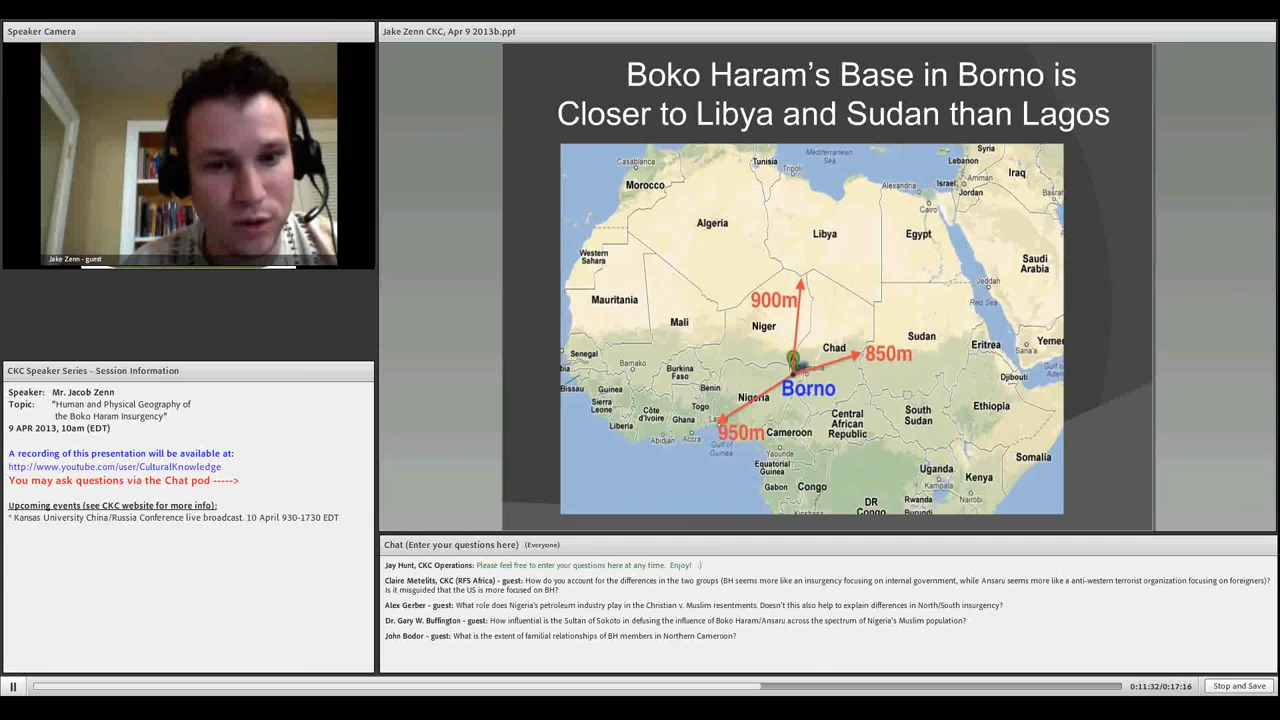 Speaker Camera
Jake Zenn - guest
CKC Speaker Series - Session Information
Speaker: Mr. Jacob Zenn
Topic: "Human and Physical Geography of
the Boko Haram Insurgency"
9 APR 2013, 10am (EDT)
A recording of this presentation will be available at:
http://www.youtube.com/user/CulturalKnowledge
You may ask questions via the Chat pod ----->
Upcoming events (see CKC website for more info):
* Kansas University China/Russia Conference live broadcast. 10 April 930-1730 EDT
Jake Zenn CKC, Apr 9 2013b.ppt
Boko Haram's Base in Borno is
Closer to Libya and Sudan than Lagos
Casablanca
Morocco
Tunisia
Tripoli
Mediterranean
Sea
Syria
Lebanon
Iraq
Israel
Amman
Jordan
Basra
Alexandria
Cairo
Algeria
Libya
Egypt
Western
Sahara
Saudi
Arabia
Jeddah
Red Sea
Mauritania
Mali
Niger
900m
Chad
850m
Sudan
Eritrea
Yemen
Sana'a
Senegal
Bamako
Burkina
Faso
Benin
Borno
Djibouti
Gulf of
Aden
Bissau
Guinea
Sierra
Leone
Côte
d'Ivoire
Ghana
Togo
Nigeria
Liberia
Abidjan
Accra
Lagos
950m
Gulf of
Guinea
Cameroon
Yaounde
Central
African
Republic
South
Sudan
Ethiopia
Somalia
Equatorial
Guinea
Gabon
Congo
Uganda
Kampala
Kenya
Nairobi
Rwanda
DR
Congo
Kinshasa
Burundi
Chat (Enter your questions here) (Everyone)
Jay Hunt, CKC Operations: Please feel free to enter your questions here at any time. Enjoy! :)
Claire Metelits, CKC (RFS Africa) - guest: How do you account for the differences in the two groups (BH seems more like an insurgency focusing on internal government, while Ansaru seems more like a anti-western terrorist organization focusing on foreigners)?
Is it misguided that the US is more focused on BH?
Alex Gerber - guest: What role does Nigeria's petroleum industry play in the Christian v. Muslim resentments. Doesn't this also help to explain differences in North/South insurgency?
Dr. Gary W. Buffington - guest: How influential is the Sultan of Sokoto in defusing the influence of Boko Haram/Ansaru across the spectrum of Nigeria's Muslim population?
John Bodor - guest: What is the extent of familial relationships of BH members in Northern Cameroon?
0:11:32/0:17:16
Stop and Save